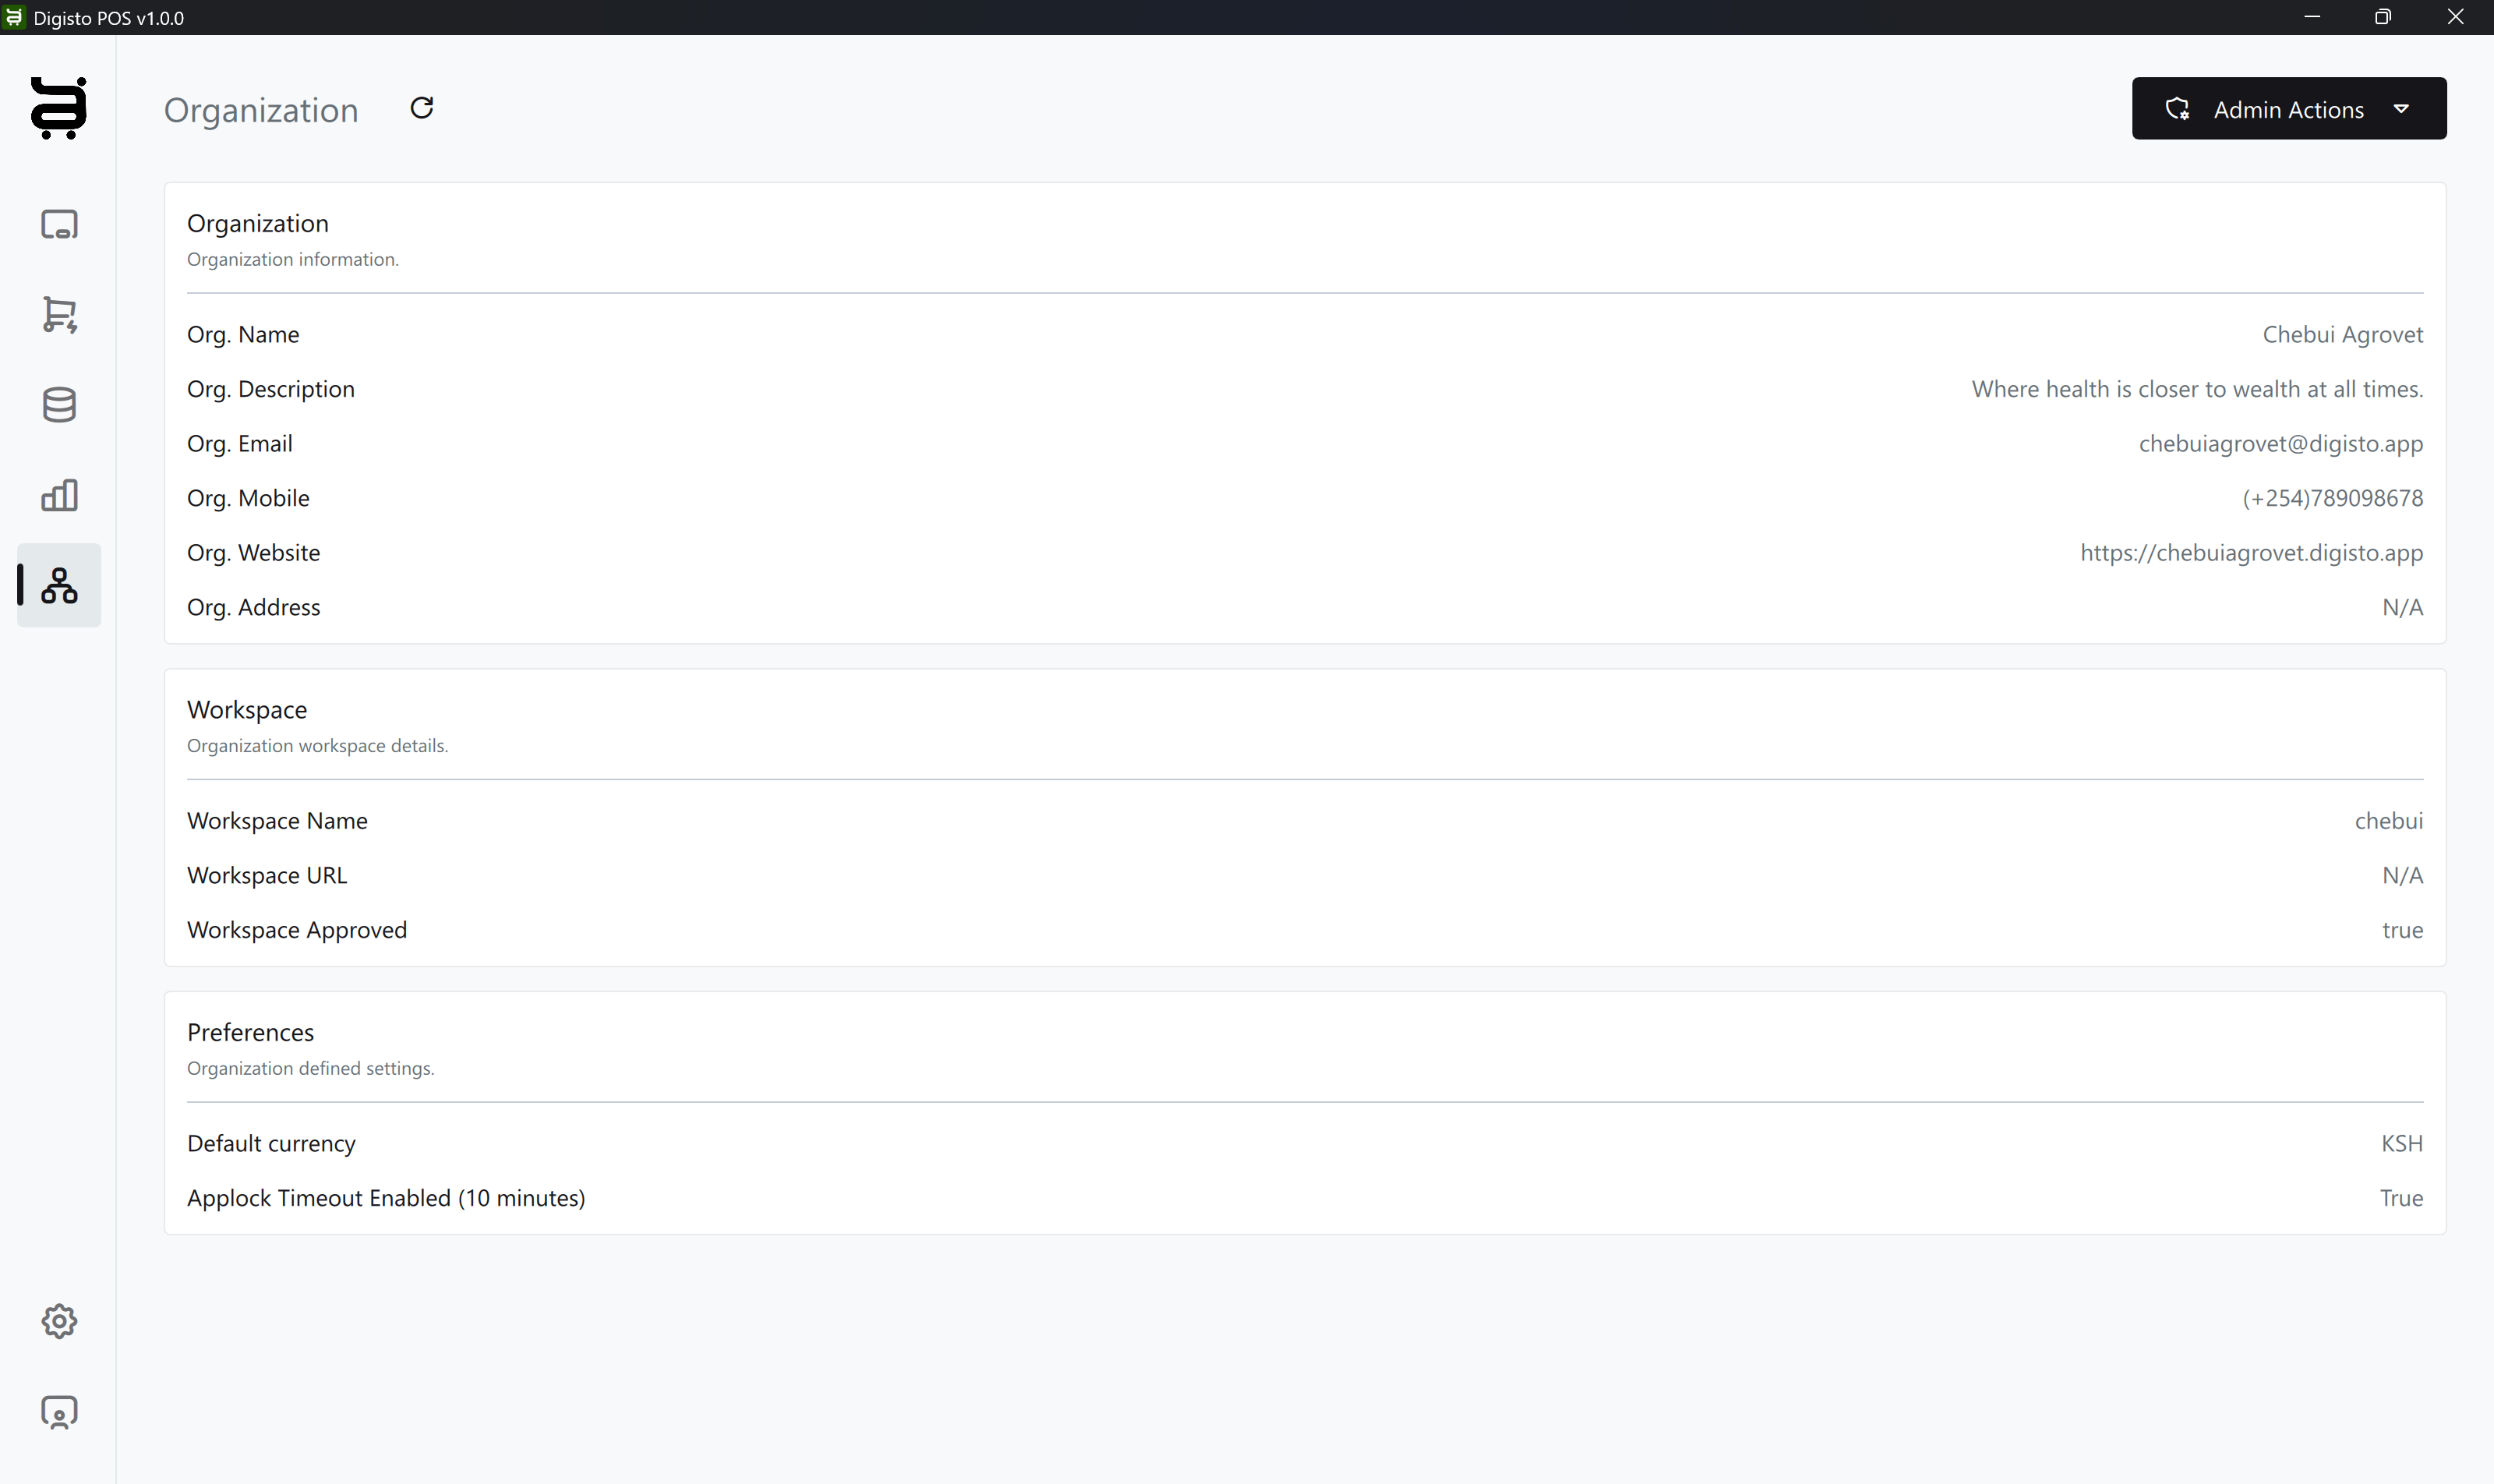 Digisto POS v1.0.0
Organization
Admin Actions
Organization
Organization information.
Org. Name Chebui Agrovet
Org. Description Where health is closer to wealth at all times.
Org. Email chebuiagrovet@digisto.app
Org. Mobile (+254)789098678
Org. Website https://chebuiagrovet.digisto.app
Org. Address N/A
Workspace
Organization workspace details.
Workspace Name chebui
Workspace URL N/A
Workspace Approved true
Preferences
Organization defined settings.
Default currency KSH
Applock Timeout Enabled (10 minutes) True